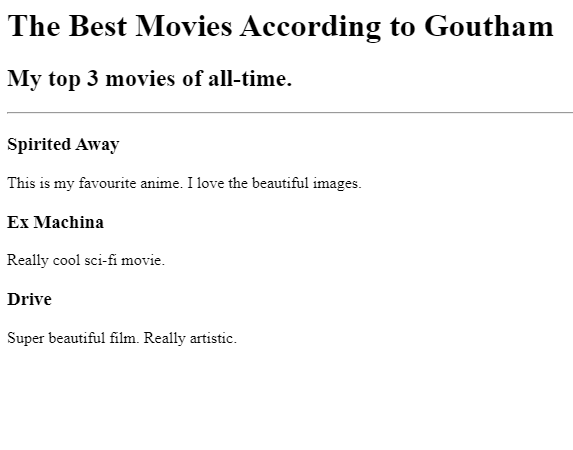 The Best Movies According to Goutham
My top 3 movies of all-time.
Spirited Away
This is my favourite anime. I love the beautiful images.
Ex Machina
Really cool sci-fi movie.
Drive
Super beautiful film. Really artistic.